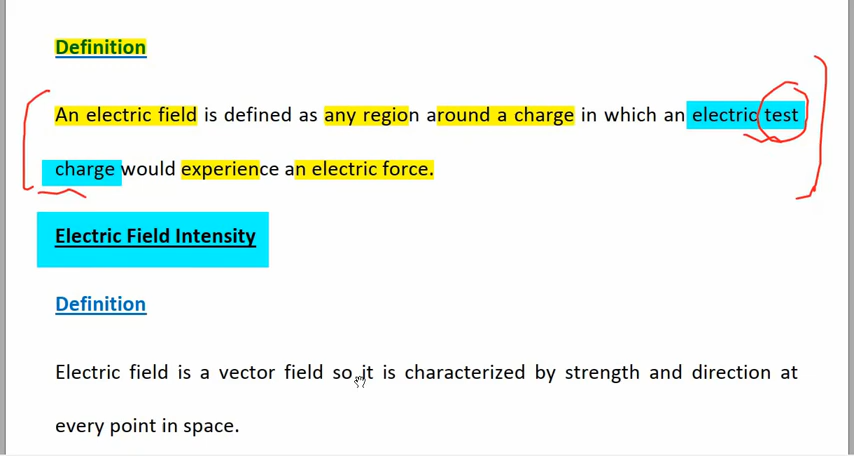 Definition
An electric field is defined as any region around a charge in which an electric test
charge would experience an electric force.
Electric Field Intensity
Definition
Electric field is a vector field so it is characterized by strength and direction at
every point in space.